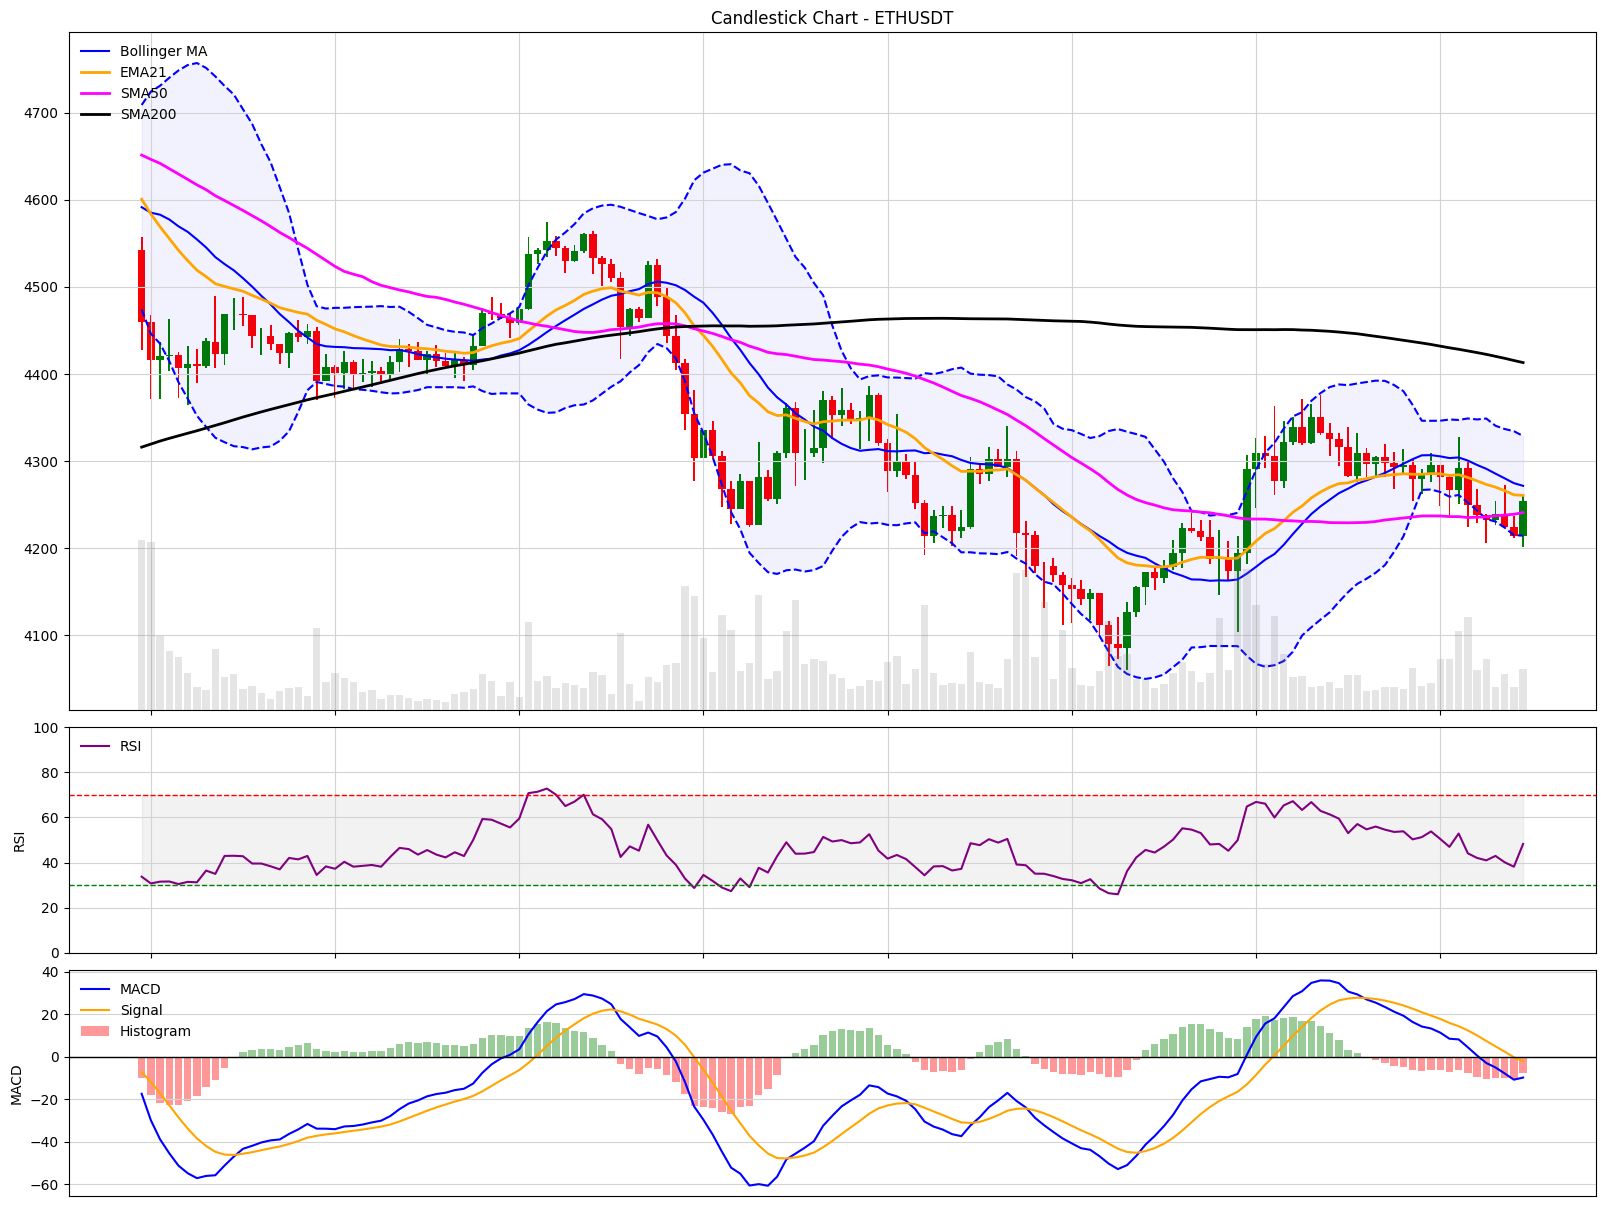 Candlestick Chart - ETHUSDT
Bollinger MA
EMA21
SMA50
SMA200
4700
4600
4500
4400
4300
4200
4100
RSI
100
80
60
40
20
0
RSI
MACD
Signal
Histogram
40
20
0
−20
−40
−60
MACD